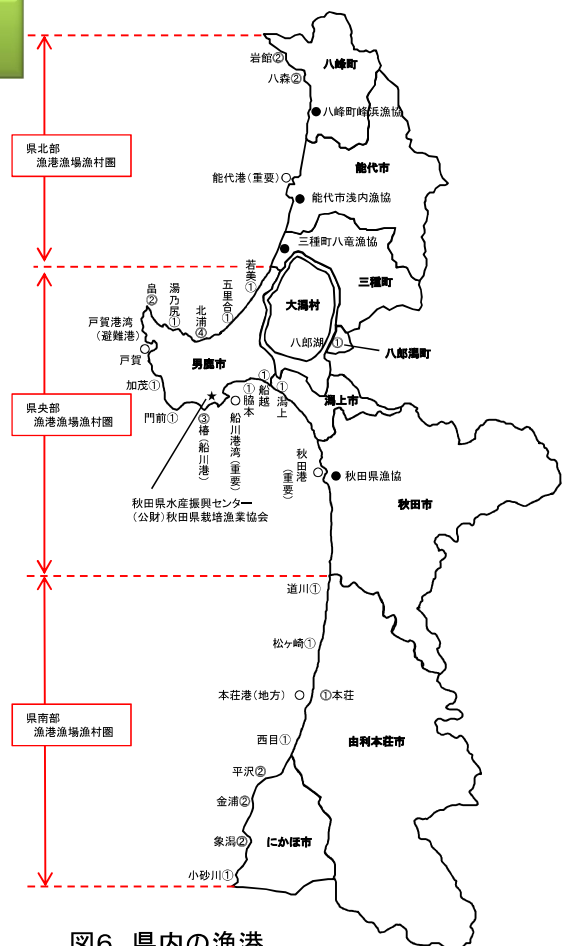 岩館②
八森②
八峰町
●八峰町峰浜漁協
県北部
漁港漁場漁村圏
能代市
能代港(重要)○
●能代市浅内漁協
●三種町八竜漁協
三種町
若美①
五里合①
北浦④
湯乃尻①
畠②
大潟村
八郎湖①
八郎潟町
戸賀港湾
(避難港)
○
戸賀
男鹿市
加茂①
門前①
★
③椿(船川港)
○船川港湾(重要)
①脇本
①船越
①潟上
潟上市
県央部
漁港漁場漁村圏
秋田港(重要)○
●秋田県漁協
秋田市
秋田県水産振興センター
(公財)秋田県栽培漁業協会
道川①
松ヶ崎①
本荘港(地方)○
①本荘
県南部
漁港漁場漁村圏
西目①
由利本荘市
平沢②
金浦②
象潟②
にかほ市
小砂川①
図6 県内の漁港